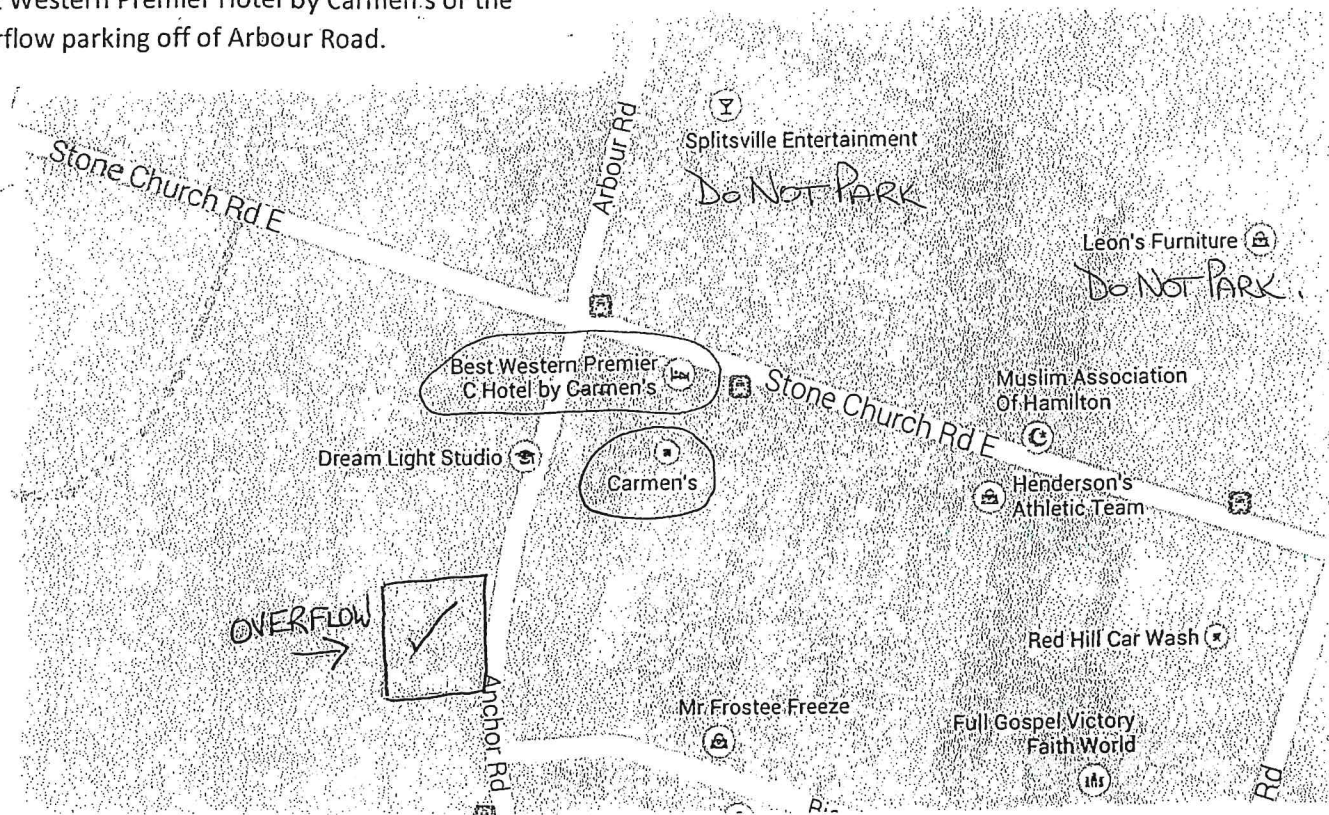 Western Premier Hotel by Carmen's or the
rflow parking off of Arbour Road.
Stone Church Rd E
Arbour Rd
Splitsville Entertainment
DO NOT PARK
Leon's Furniture
DO NOT PARK.
Best Western Premier
C Hotel by Carmen's
Stone Church Rd E
Muslim Association
Of Hamilton
Dream Light Studio
Carmen's
Henderson's
Athletic Team
OVERFLOW
Red Hill Car Wash
Anchor Rd
Mr Frostee Freeze
Full Gospel Victory
Faith World
Rd